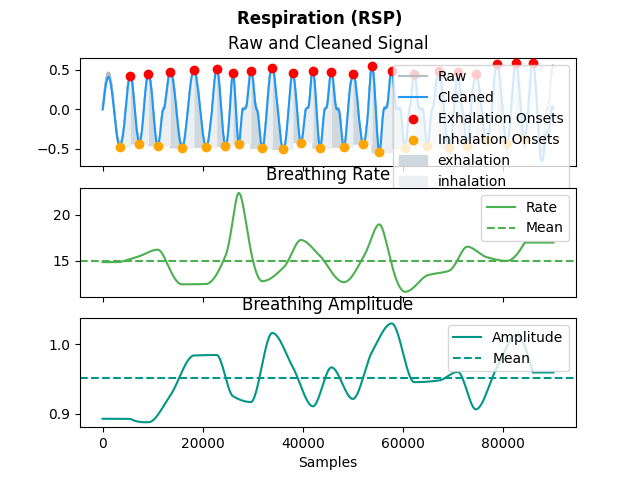 Respiration (RSP)
Raw and Cleaned Signal
0.5
0.0
−0.5
Raw
Cleaned
Exhalation Onsets
Inhalation Onsets
exhalation
inhalation
Breathing Rate
20
15
Rate
Mean
Breathing Amplitude
1.0
0.9
Amplitude
Mean
0 20000 40000 60000 80000
Samples